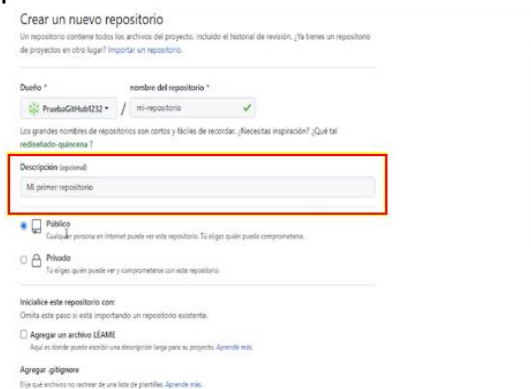 Crear un nuevo repositorio
Un repositorio contiene todos los archivos del proyecto, incluido el historial de revisión. ¿Ya tienes un repositorio
de proyectos en otro lugar? Importar un repositorio.
Dueño * nombre del repositorio *
PruebaGitHub1232 / mi-repositorio
Los grandes nombres de repositorios son cortos y fáciles de recordar. ¿Necesitas inspiración? ¿Qué tal
rediseñado-quincena ?
Descripción (opcional)
Mi primer repositorio
Público
Cualquier persona en Internet puede ver este repositorio. Tú eliges quién puede comprometerse.
Privado
Tú eliges quién puede ver y comprometerse con este repositorio.
Inicialice este repositorio con:
Omita este paso si está importando un repositorio existente.
Agregar un archivo LÉAME
Aquí es donde puede escribir una descripción larga para su proyecto. Aprende más.
Agregar .gitignore
Elija qué archivos no rastrear de una lista de plantillas. Aprende más.